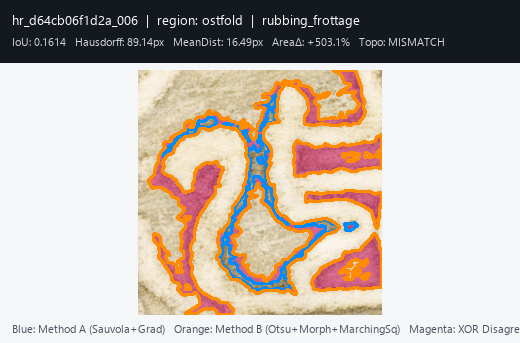 hr_d64cb06f1d2a_006 | region: ostfold | rubbing_frottage
IoU: 0.1614 Hausdorff: 89.14px MeanDist: 16.49px AreaΔ: +503.1% Topo: MISMATCH
Blue: Method A (Sauvola+Grad) Orange: Method B (Otsu+Morph+MarchingSq) Magenta: XOR Disagre